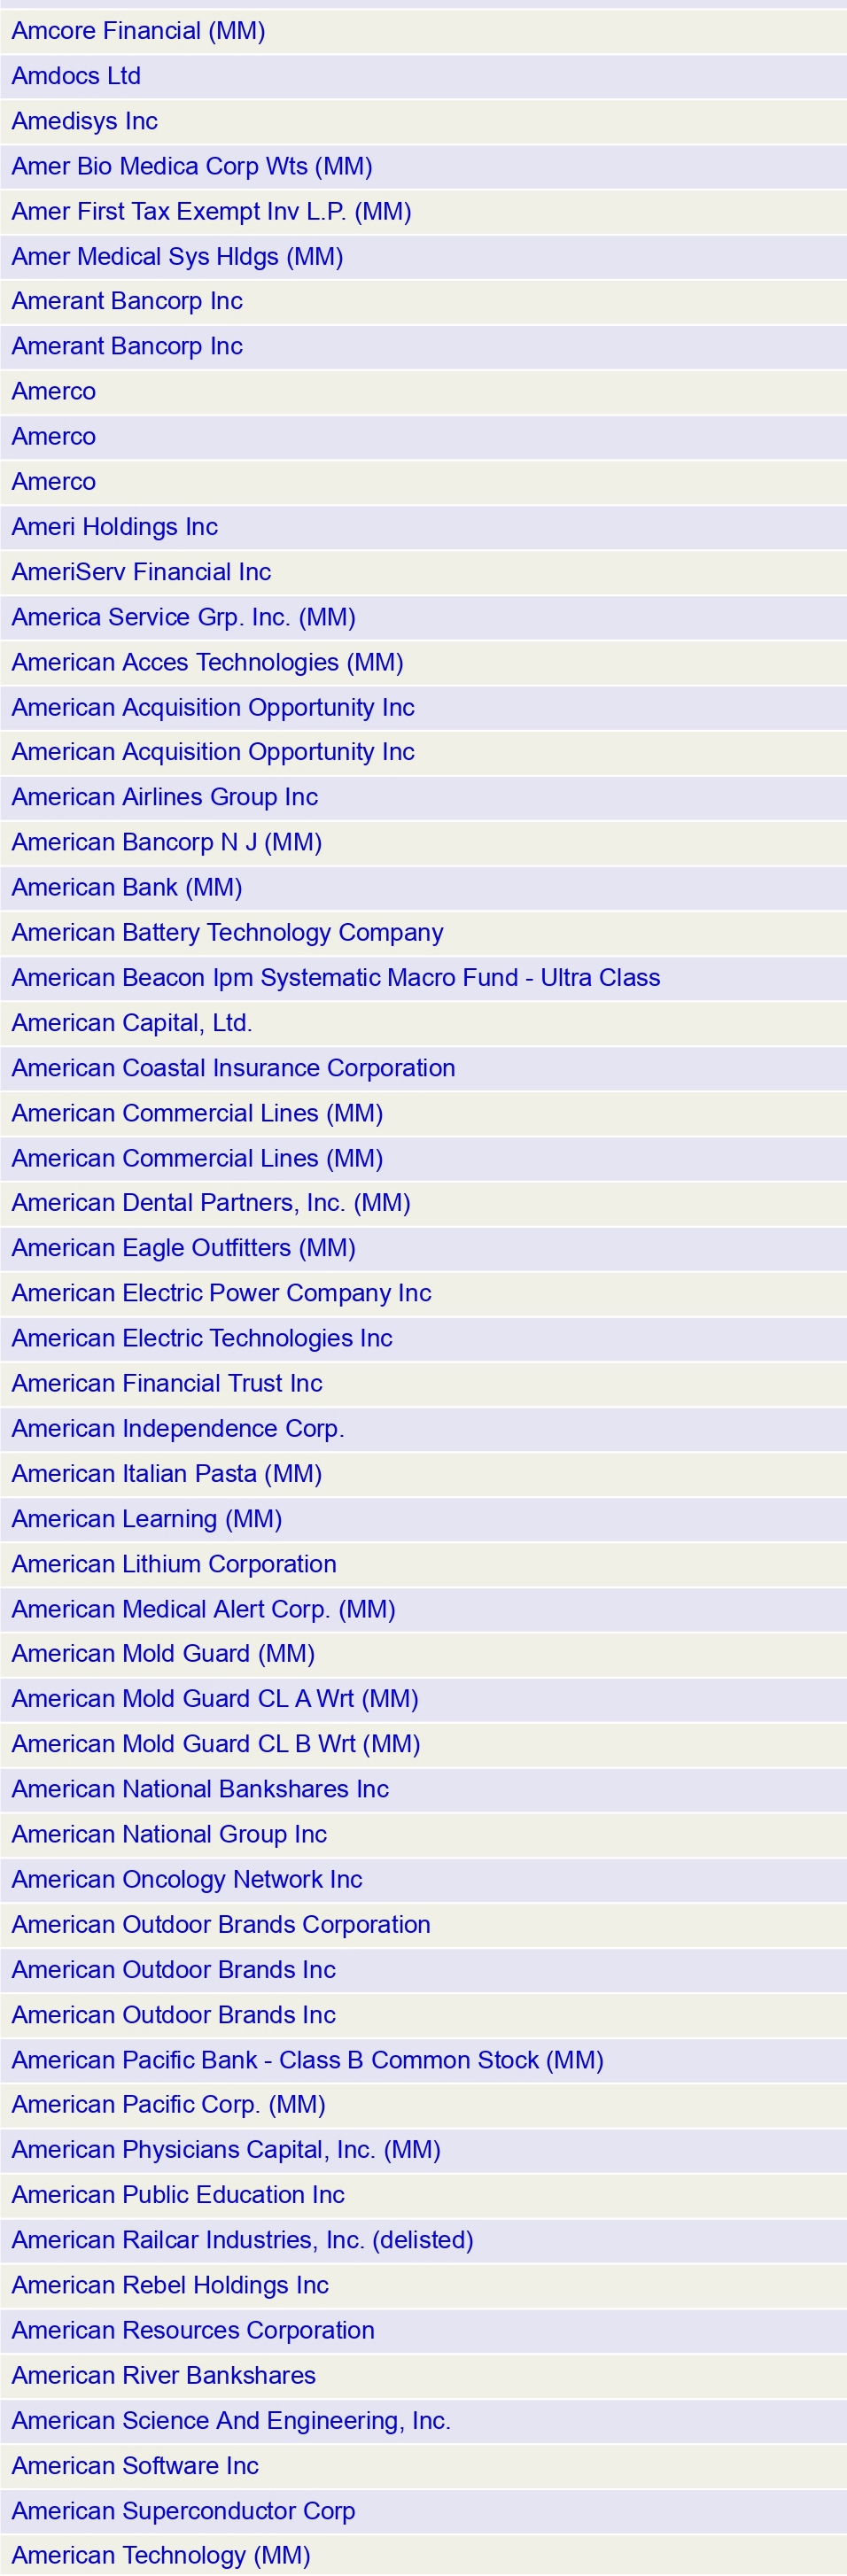 Amcore Financial (MM)
Amdocs Ltd
Amedisys Inc
Amer Bio Medica Corp Wts (MM)
Amer First Tax Exempt Inv L.P. (MM)
Amer Medical Sys Hldgs (MM)
Amerant Bancorp Inc
Amerant Bancorp Inc
Amerco
Amerco
Amerco
Ameri Holdings Inc
AmeriServ Financial Inc
America Service Grp. Inc. (MM)
American Acces Technologies (MM)
American Acquisition Opportunity Inc
American Acquisition Opportunity Inc
American Airlines Group Inc
American Bancorp N J (MM)
American Bank (MM)
American Battery Technology Company
American Beacon Ipm Systematic Macro Fund - Ultra Class
American Capital, Ltd.
American Coastal Insurance Corporation
American Commercial Lines (MM)
American Commercial Lines (MM)
American Dental Partners, Inc. (MM)
American Eagle Outfitters (MM)
American Electric Power Company Inc
American Electric Technologies Inc
American Financial Trust Inc
American Independence Corp.
American Italian Pasta (MM)
American Learning (MM)
American Lithium Corporation
American Medical Alert Corp. (MM)
American Mold Guard (MM)
American Mold Guard CL A Wrt (MM)
American Mold Guard CL B Wrt (MM)
American National Bankshares Inc
American National Group Inc
American Oncology Network Inc
American Outdoor Brands Corporation
American Outdoor Brands Inc
American Outdoor Brands Inc
American Pacific Bank - Class B Common Stock (MM)
American Pacific Corp. (MM)
American Physicians Capital, Inc. (MM)
American Public Education Inc
American Railcar Industries, Inc. (delisted)
American Rebel Holdings Inc
American Resources Corporation
American River Bankshares
American Science And Engineering, Inc.
American Software Inc
American Superconductor Corp
American Technology (MM)